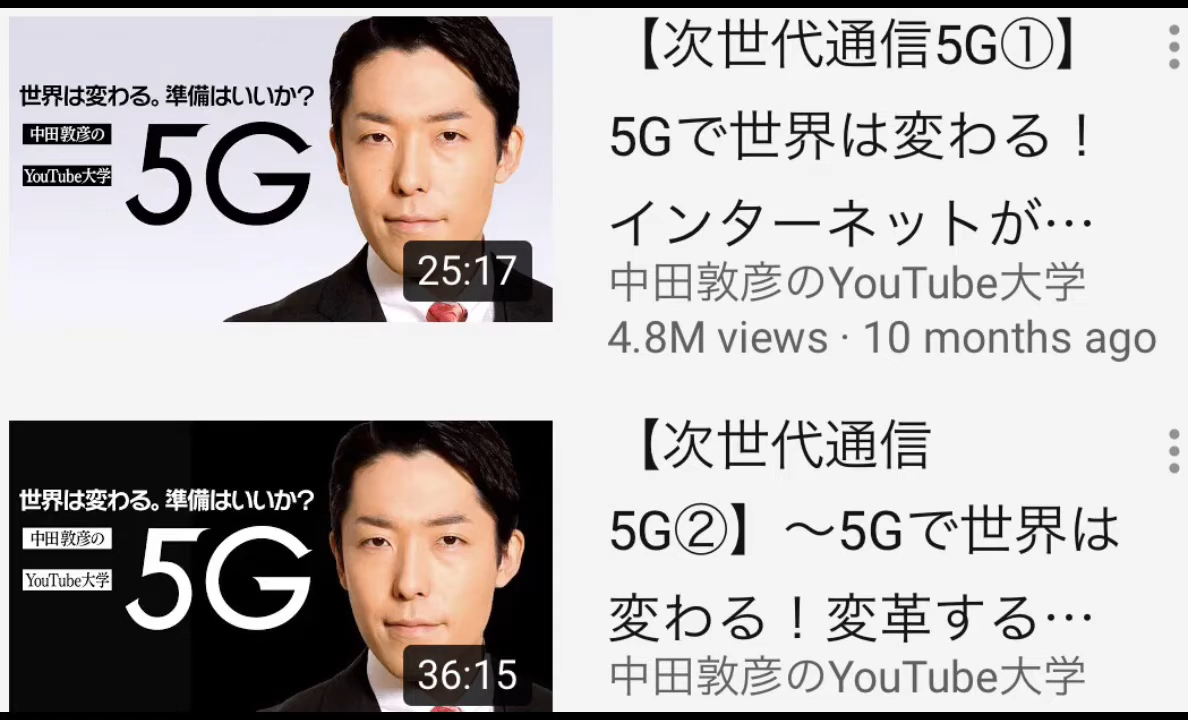 世界は変わる。準備はいいか?
中田敦彦の
YouTube大学
5G
25:17
【次世代通信5G①】
5Gで世界は変わる！
インターネットが…
中田敦彦のYouTube大学
4.8M views · 10 months ago
世界は変わる。準備はいいか?
中田敦彦の
YouTube大学
5G
36:15
【次世代通信
5G②】〜5Gで世界は
変わる！変革する…
中田敦彦のYouTube大学